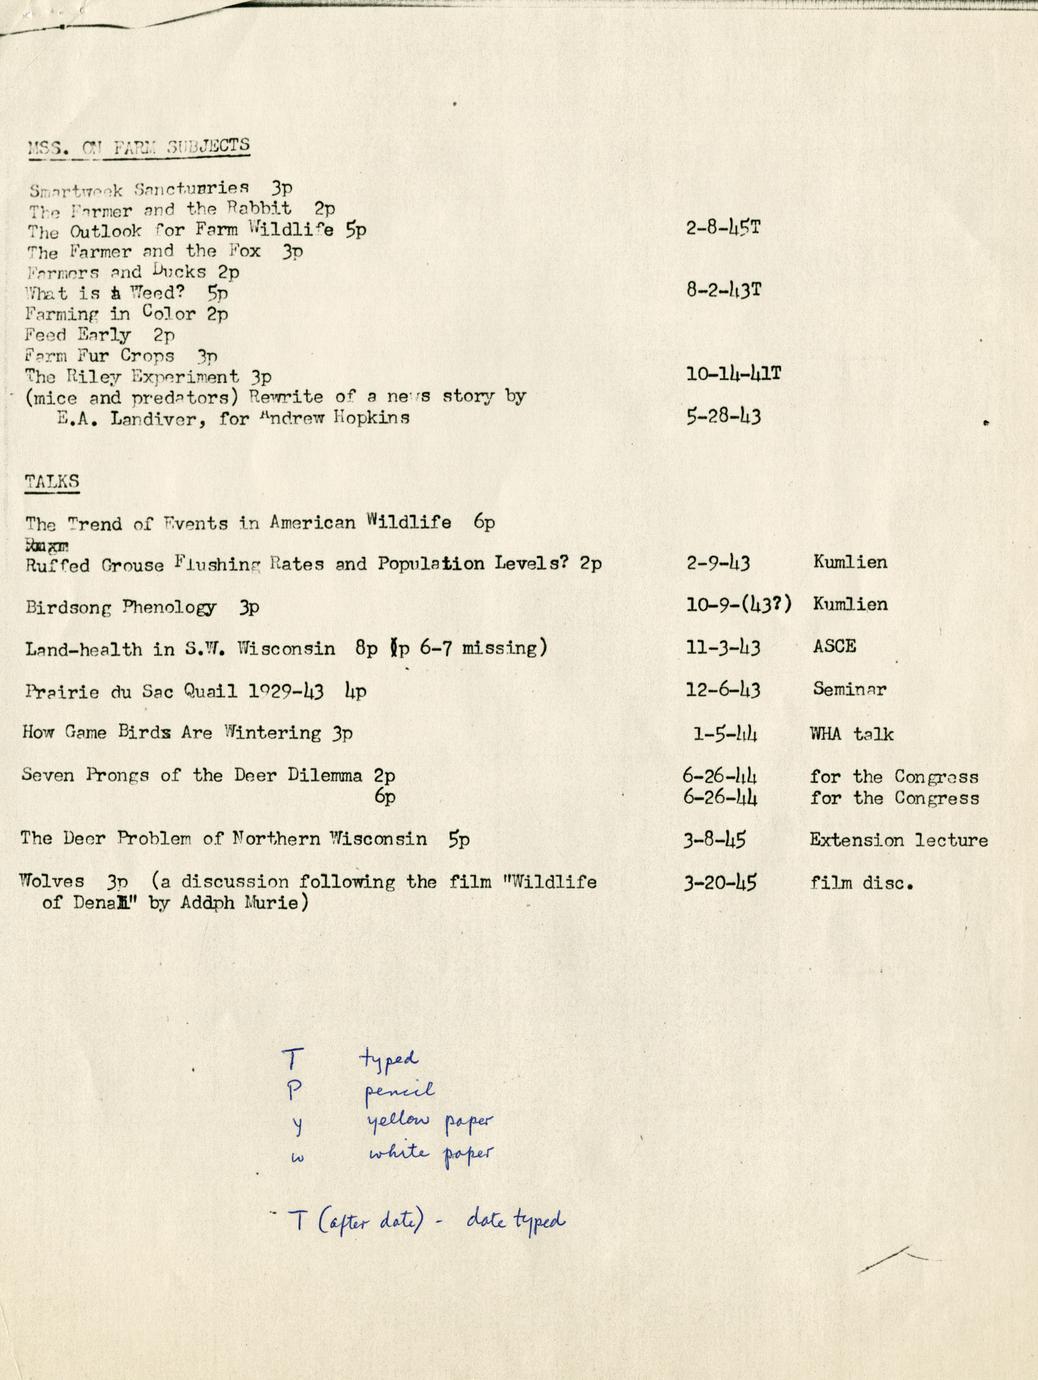 MSS. ON FARM SUBJECTS
Smartweek Sanctuaries 3p
The Farmer and the Rabbit 2p
The Outlook for Farm Wildlife 5p 2-8-45T
The Farmer and the Fox 3p
Farmers and Ducks 2p
What is a Weed? 5p 8-2-43T
Farming in Color 2p
Feed Early 2p
Farm Fur Crops 3p
The Riley Experiment 3p 10-14-41T
(mice and predators) Rewrite of a news story by
E.A. Landiver, for Andrew Hopkins 5-28-43
TALKS
The Trend of Events in American Wildlife 6p
Ruffed Grouse Flushing Rates and Population Levels? 2p 2-9-43 Kumlien
Birdsong Phenology 3p 10-9-(43?) Kumlien
Land-health in S.W. Wisconsin 8p (p 6-7 missing) 11-3-43 ASCE
Prairie du Sac Quail 1929-43 4p 12-6-43 Seminar
How Game Birds Are Wintering 3p 1-5-44 WHA talk
Seven Prongs of the Deer Dilemma 2p 6-26-44 for the Congress
6p 6-26-44 for the Congress
The Deer Problem of Northern Wisconsin 5p 3-8-45 Extension lecture
Wolves 3p (a discussion following the film "Wildlife 3-20-45 film disc.
of Denali" by Addph Murie)
T typed
P pencil
y yellow paper
w white paper
T (after date) - date typed